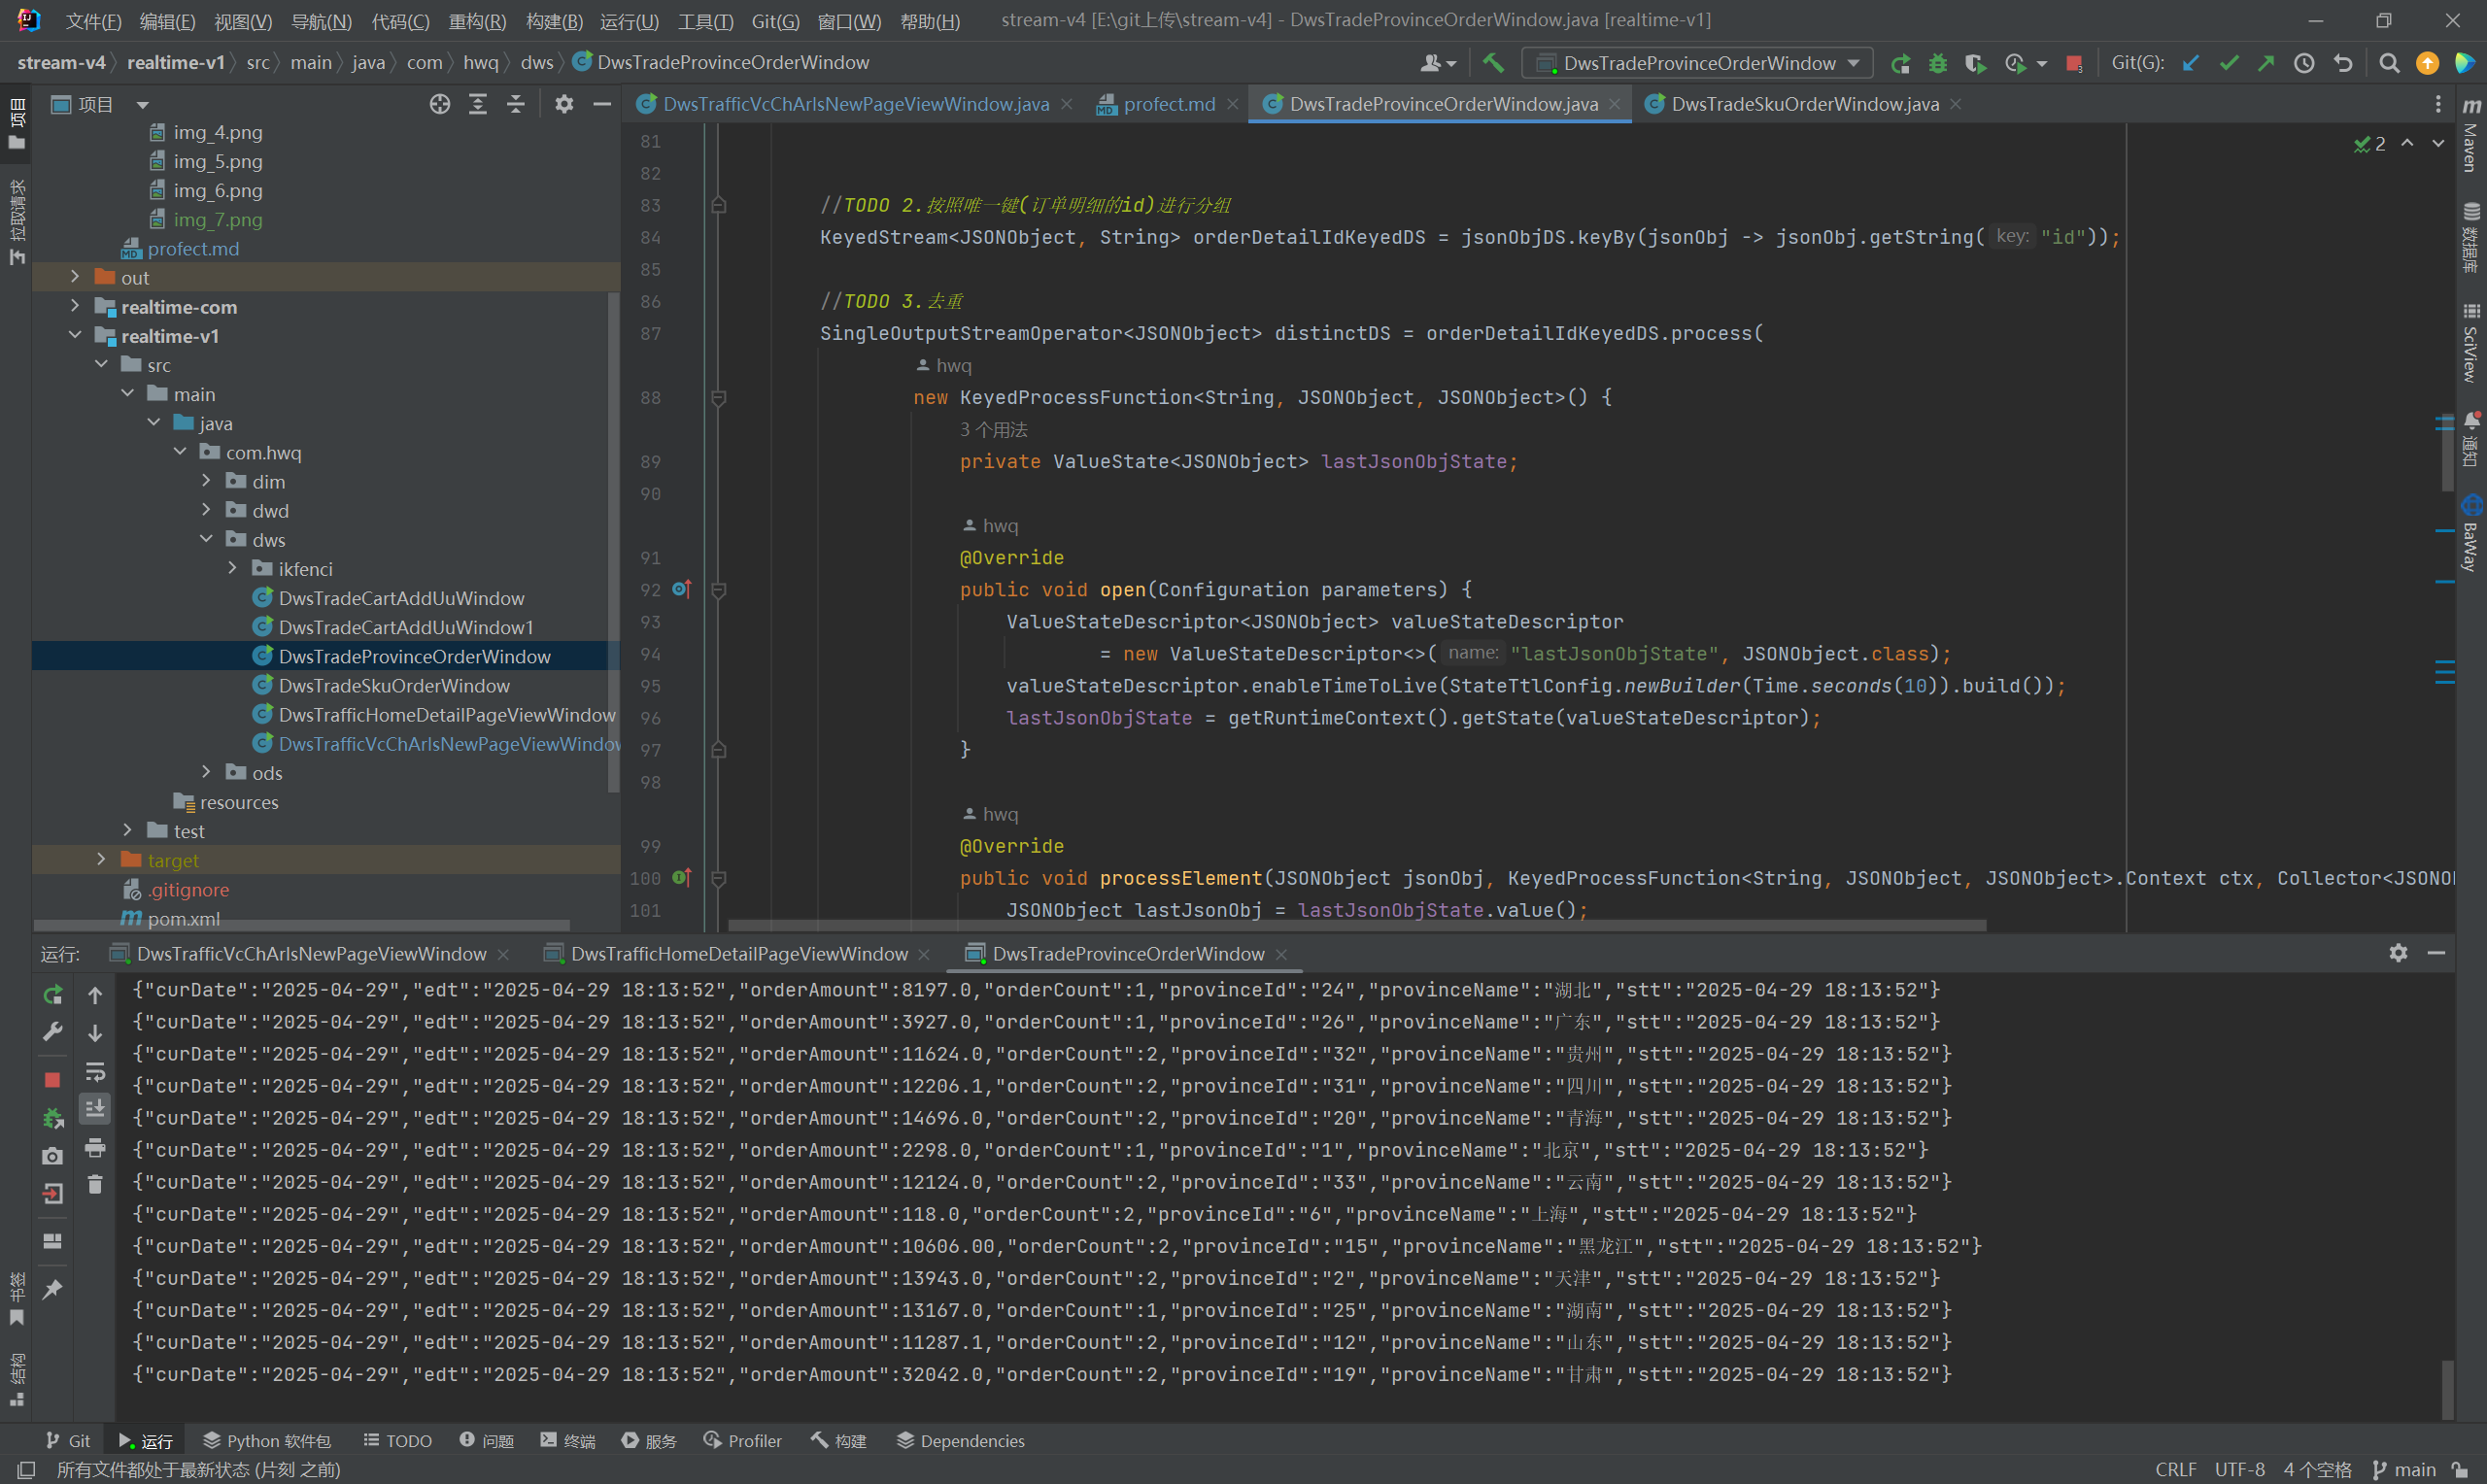 文件(F) 编辑(E) 视图(V) 导航(N) 代码(C) 重构(R) 构建(B) 运行(U) 工具(T) Git(G) 窗口(W) 帮助(H) stream-v4 [E:\git上传\stream-v4] - DwsTradeProvinceOrderWindow.java [realtime-v1]
stream-v4 realtime-v1 src main java com hwq dws DwsTradeProvinceOrderWindow DwsTradeProvinceOrderWindow Git(G):
项目
拉取请求
书签
结构
项目
img_4.png
img_5.png
img_6.png
img_7.png
profect.md
out
realtime-com
realtime-v1
src
main
java
com.hwq
dim
dwd
dws
ikfenci
DwsTradeCartAddUuWindow
DwsTradeCartAddUuWindow1
DwsTradeProvinceOrderWindow
DwsTradeSkuOrderWindow
DwsTrafficHomeDetailPageViewWindow
DwsTrafficVcChArIsNewPageViewWindow
ods
resources
test
target
.gitignore
pom.xml
DwsTrafficVcChArIsNewPageViewWindow.java profect.md DwsTradeProvinceOrderWindow.java DwsTradeSkuOrderWindow.java
2
81
82
83 //TODO 2.按照唯一键(订单明细的id)进行分组
84 KeyedStream<JSONObject, String> orderDetailIdKeyedDS = jsonObjDS.keyBy(jsonObj -> jsonObj.getString( key: "id"));
85
86 //TODO 3.去重
87 SingleOutputStreamOperator<JSONObject> distinctDS = orderDetailIdKeyedDS.process(
hwq
88 new KeyedProcessFunction<String, JSONObject, JSONObject>() {
3 个用法
89 private ValueState<JSONObject> lastJsonObjState;
90
hwq
91 @Override
92 public void open(Configuration parameters) {
93 ValueStateDescriptor<JSONObject> valueStateDescriptor
94 = new ValueStateDescriptor<>( name: "lastJsonObjState", JSONObject.class);
95 valueStateDescriptor.enableTimeToLive(StateTtlConfig.newBuilder(Time.seconds(10)).build());
96 lastJsonObjState = getRuntimeContext().getState(valueStateDescriptor);
97 }
98
hwq
99 @Override
100 public void processElement(JSONObject jsonObj, KeyedProcessFunction<String, JSONObject, JSONObject>.Context ctx, Collector<JSONO
101 JSONObject lastJsonObj = lastJsonObjState.value();
Maven
数据库
SciView
通知
BaWay
运行: DwsTrafficVcChArIsNewPageViewWindow DwsTrafficHomeDetailPageViewWindow DwsTradeProvinceOrderWindow
{"curDate":"2025-04-29","edt":"2025-04-29 18:13:52","orderAmount":8197.0,"orderCount":1,"provinceId":"24","provinceName":"湖北","stt":"2025-04-29 18:13:52"}
{"curDate":"2025-04-29","edt":"2025-04-29 18:13:52","orderAmount":3927.0,"orderCount":1,"provinceId":"26","provinceName":"广东","stt":"2025-04-29 18:13:52"}
{"curDate":"2025-04-29","edt":"2025-04-29 18:13:52","orderAmount":11624.0,"orderCount":2,"provinceId":"32","provinceName":"贵州","stt":"2025-04-29 18:13:52"}
{"curDate":"2025-04-29","edt":"2025-04-29 18:13:52","orderAmount":12206.1,"orderCount":2,"provinceId":"31","provinceName":"四川","stt":"2025-04-29 18:13:52"}
{"curDate":"2025-04-29","edt":"2025-04-29 18:13:52","orderAmount":14696.0,"orderCount":2,"provinceId":"20","provinceName":"青海","stt":"2025-04-29 18:13:52"}
{"curDate":"2025-04-29","edt":"2025-04-29 18:13:52","orderAmount":2298.0,"orderCount":1,"provinceId":"1","provinceName":"北京","stt":"2025-04-29 18:13:52"}
{"curDate":"2025-04-29","edt":"2025-04-29 18:13:52","orderAmount":12124.0,"orderCount":2,"provinceId":"33","provinceName":"云南","stt":"2025-04-29 18:13:52"}
{"curDate":"2025-04-29","edt":"2025-04-29 18:13:52","orderAmount":118.0,"orderCount":2,"provinceId":"6","provinceName":"上海","stt":"2025-04-29 18:13:52"}
{"curDate":"2025-04-29","edt":"2025-04-29 18:13:52","orderAmount":10606.00,"orderCount":2,"provinceId":"15","provinceName":"黑龙江","stt":"2025-04-29 18:13:52"}
{"curDate":"2025-04-29","edt":"2025-04-29 18:13:52","orderAmount":13943.0,"orderCount":2,"provinceId":"2","provinceName":"天津","stt":"2025-04-29 18:13:52"}
{"curDate":"2025-04-29","edt":"2025-04-29 18:13:52","orderAmount":13167.0,"orderCount":1,"provinceId":"25","provinceName":"湖南","stt":"2025-04-29 18:13:52"}
{"curDate":"2025-04-29","edt":"2025-04-29 18:13:52","orderAmount":11287.1,"orderCount":2,"provinceId":"12","provinceName":"山东","stt":"2025-04-29 18:13:52"}
{"curDate":"2025-04-29","edt":"2025-04-29 18:13:52","orderAmount":32042.0,"orderCount":2,"provinceId":"19","provinceName":"甘肃","stt":"2025-04-29 18:13:52"}
Git 运行 Python 软件包 TODO 问题 终端 服务 Profiler 构建 Dependencies
所有文件都处于最新状态 (片刻 之前) CRLF UTF-8 4 个空格 main